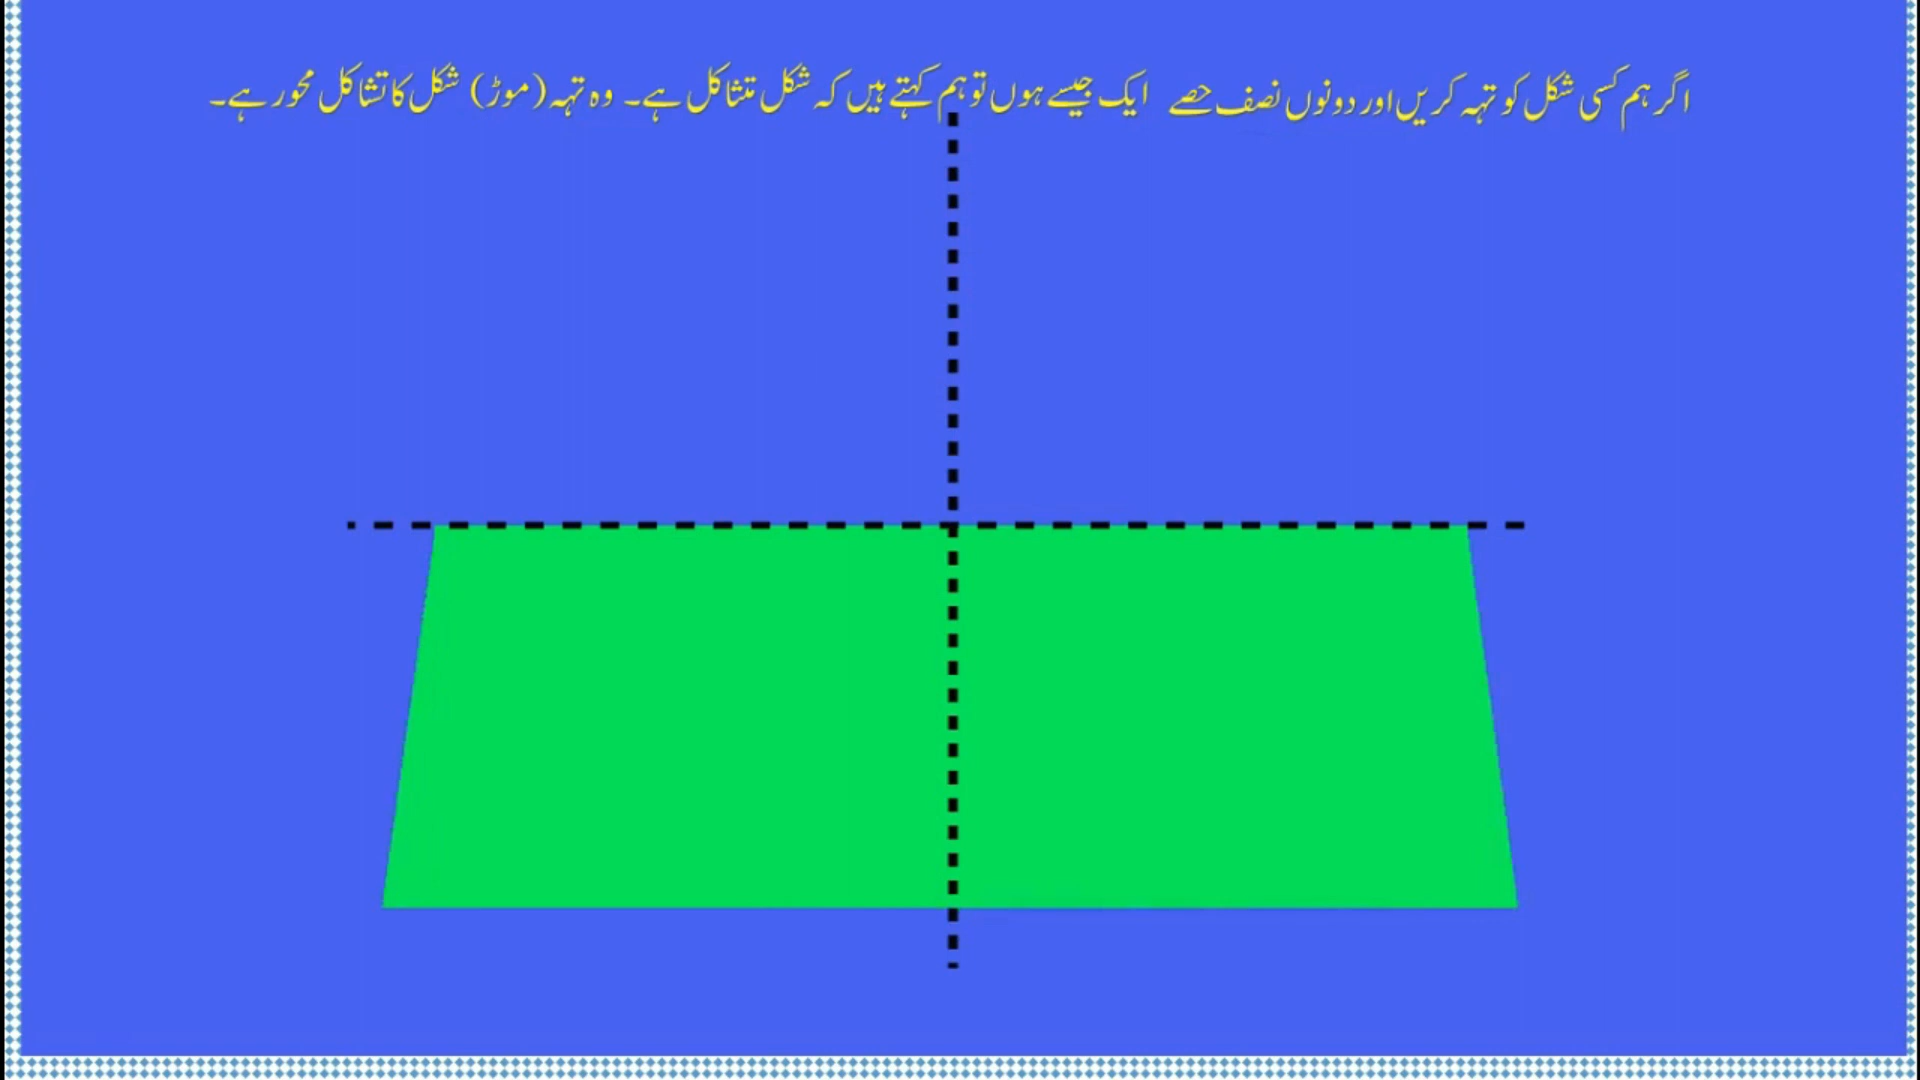 اگر ہم کسی شکل کو تہہ کریں اور دونوں نصف حصے ایک جیسے ہوں تو ہم کہتے ہیں کہ شکل متشاکل ہے۔ وہ تہہ (موڑ) شکل کا تشاکل محور ہے۔